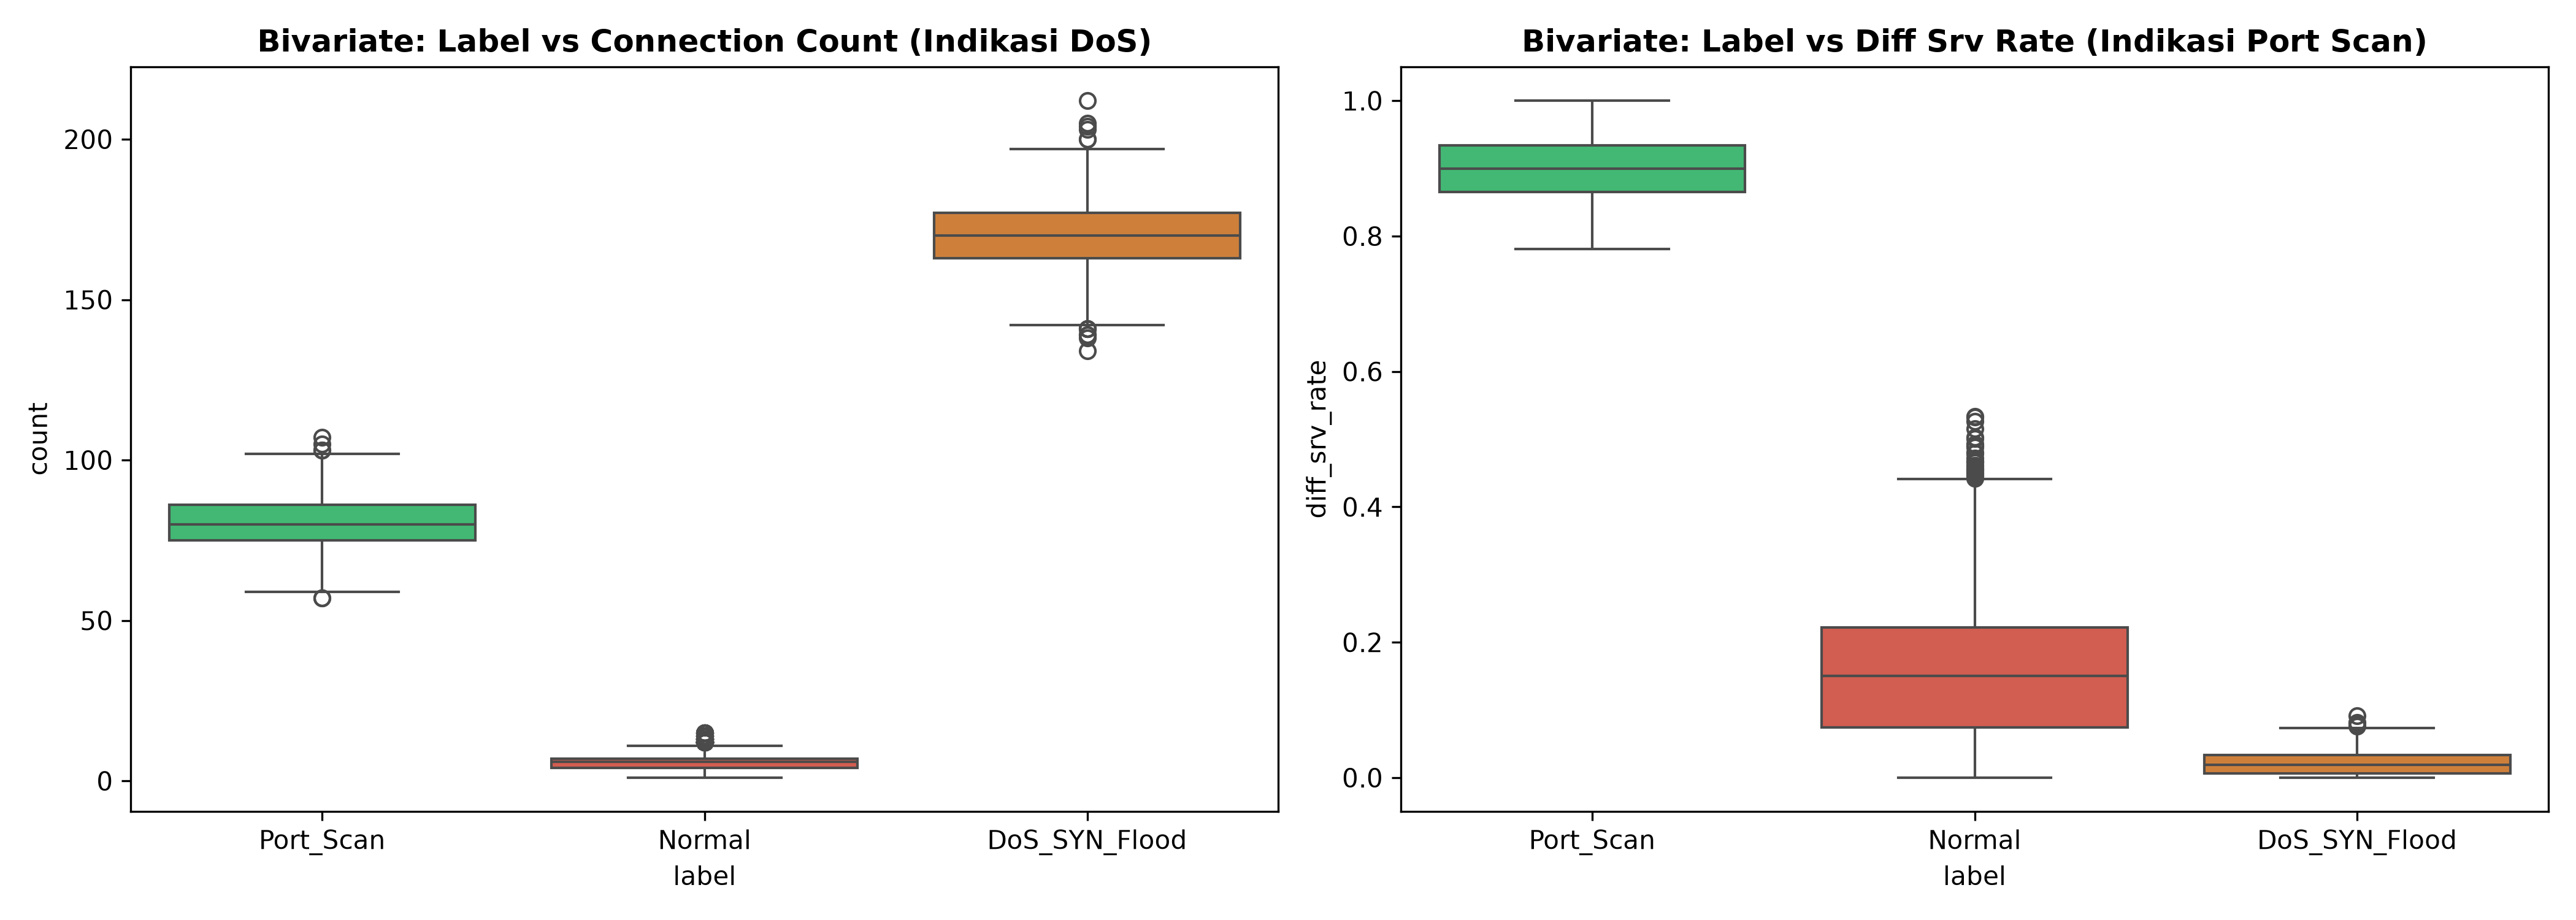 Bivariate: Label vs Connection Count (Indikasi DoS)
count
200
150
100
50
0
Port_Scan
Normal
DoS_SYN_Flood
label
Bivariate: Label vs Diff Srv Rate (Indikasi Port Scan)
diff_srv_rate
1.0
0.8
0.6
0.4
0.2
0.0
Port_Scan
Normal
DoS_SYN_Flood
label